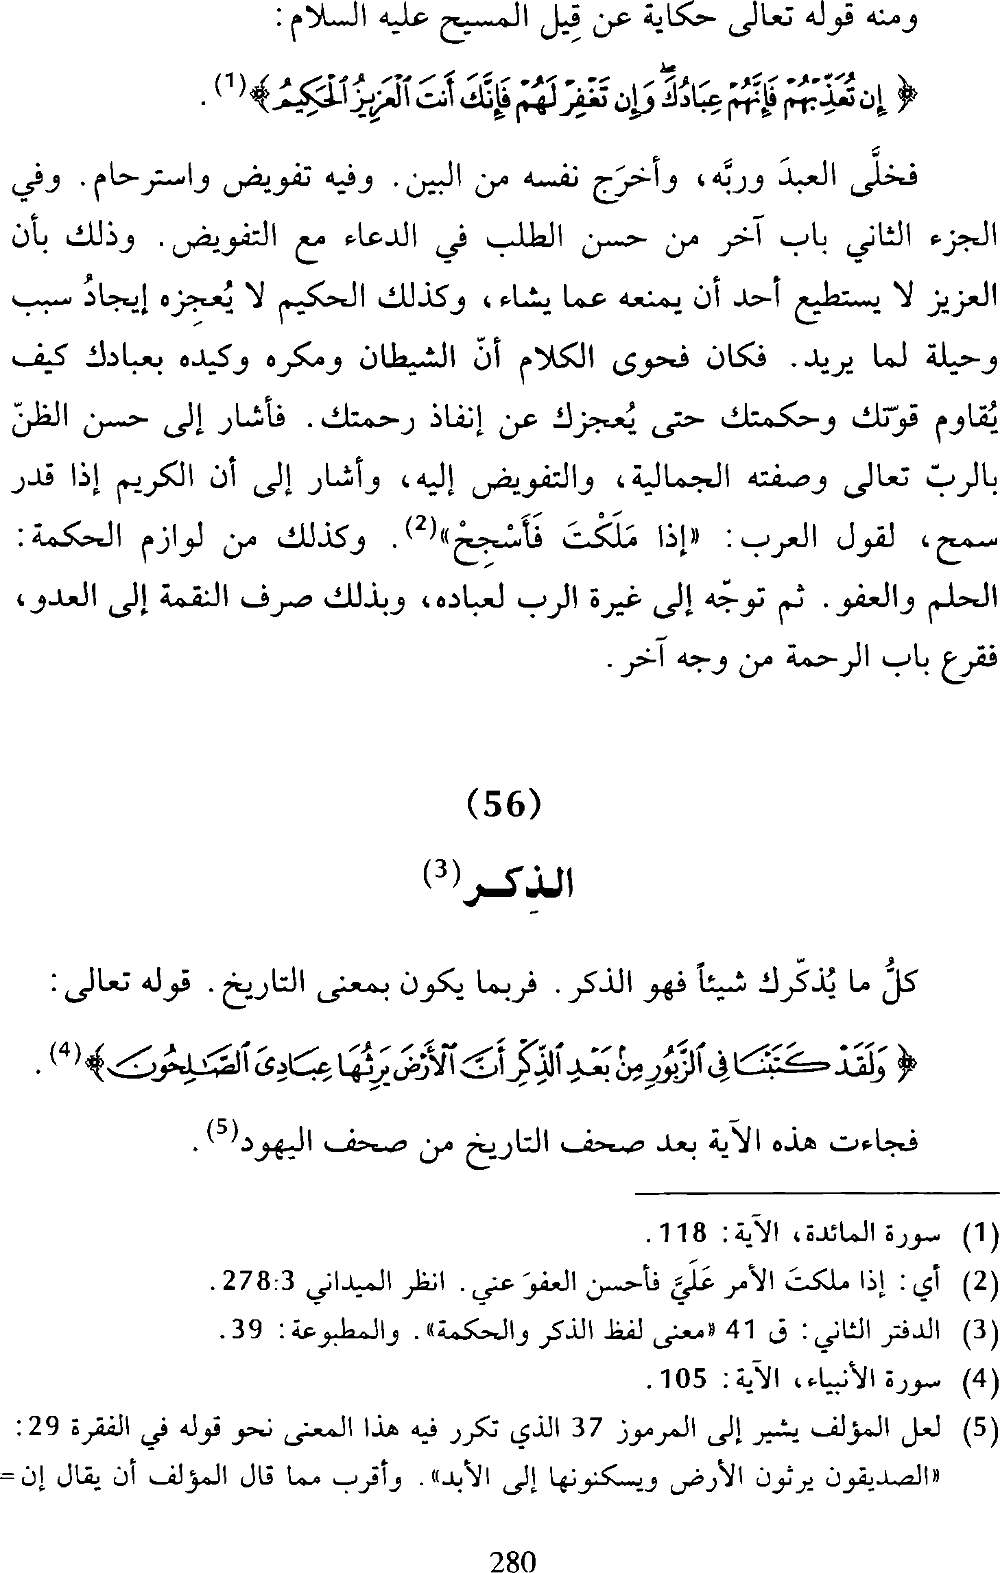 ومنه قوله تعالى حكاية عن قِيل المسيح عليه السلام:
﴿إِن تُعَذِّبْهُمْ فَإِنَّهُمْ عِبَادُكَ ۖ وَإِن تَغْفِرْ لَهُمْ فَإِنَّكَ أَنتَ ٱلْعَزِيزُ ٱلْحَكِيمُ﴾(1).
فخلَّى العبدَ وربَّه، وأخرَج نفسه من البين. وفيه تفويض واسترحام. وفي
الجزء الثاني باب آخر من حسن الطلب في الدعاء مع التفويض. وذلك بأن
العزيز لا يستطيع أحد أن يمنعه عما يشاء، وكذلك الحكيم لا يُعجِزه إيجادُ سبب
وحيلة لما يريد. فكان فحوى الكلام أنّ الشيطان ومكره وكيده بعبادك كيف
يُقاوم قوّتك وحكمتك حتى يُعجزك عن إنفاذ رحمتك. فأشار إلى حسن الظنّ
بالربّ تعالى وصفته الجمالية، والتفويض إليه، وأشار إلى أن الكريم إذا قدر
سمح، لقول العرب: «إذا مَلَكْتَ فَأَسْجِحْ»(2). وكذلك من لوازم الحكمة:
الحلم والعفو. ثم توجّه إلى غيرة الرب لعباده، وبذلك صرف النقمة إلى العدو،
فقرع باب الرحمة من وجه آخر.
(56)
الذِكر(3)
كلُّ ما يُذكّرك شيئاً فهو الذكر. فربما يكون بمعنى التاريخ. قوله تعالى:
﴿وَلَقَدْ كَتَبْنَا فِى ٱلزَّبُورِ مِنۢ بَعْدِ ٱلذِّكْرِ أَنَّ ٱلْأَرْضَ يَرِثُهَا عِبَادِىَ ٱلصَّٰلِحُونَ﴾(4).
فجاءت هذه الآية بعد صحف التاريخ من صحف اليهود(5).
(1) سورة المائدة، الآية: 118.
(2) أي: إذا ملكتَ الأمر عَلَيَّ فأحسن العفوَ عني. انظر الميداني 278:3.
(3) الدفتر الثاني: ق 41 «معنى لفظ الذكر والحكمة». والمطبوعة: 39.
(4) سورة الأنبياء، الآية: 105.
(5) لعل المؤلف يشير إلى المرموز 37 الذي تكرر فيه هذا المعنى نحو قوله في الفقرة 29:
«الصديقون يرثون الأرض ويسكنونها إلى الأبد». وأقرب مما قال المؤلف أن يقال إن=
280